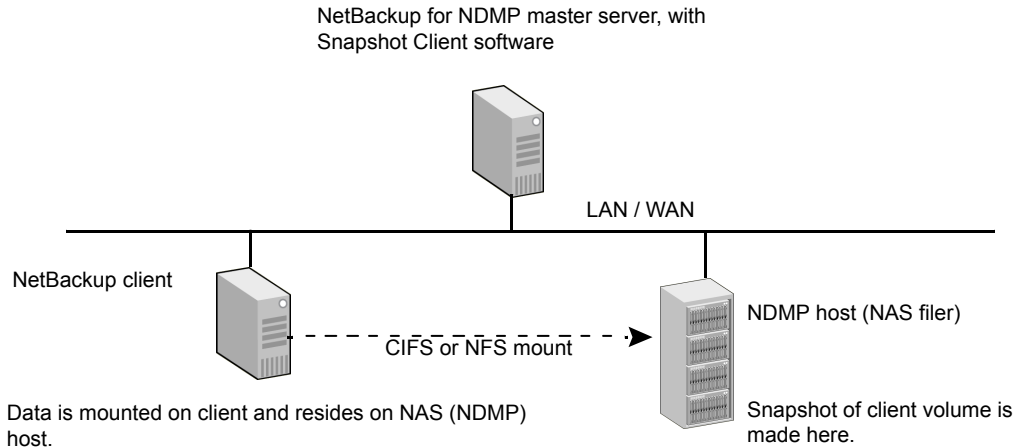 NetBackup for NDMP master server, with
Snapshot Client software
LAN / WAN
NetBackup client
NDMP host (NAS filer)
CIFS or NFS mount
Data is mounted on client and resides on NAS (NDMP)
host.
Snapshot of client volume is
made here.